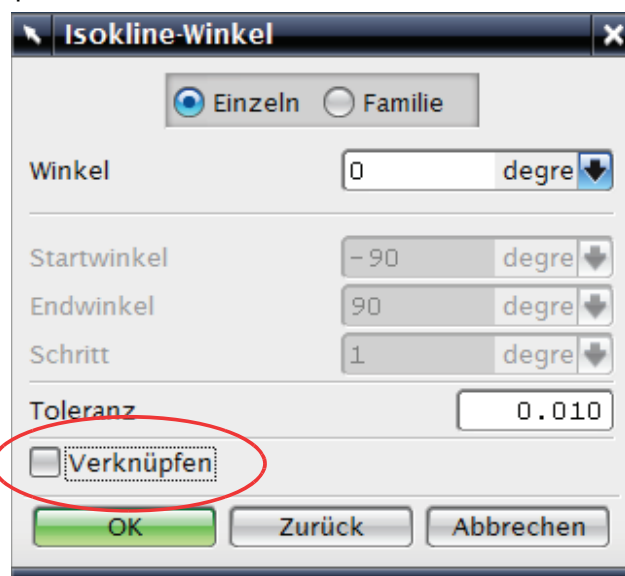 Isokline-Winkel
Einzeln Familie
Winkel 0 degre
Startwinkel -90 degre
Endwinkel 90 degre
Schritt 1 degre
Toleranz 0.010
Verknüpfen
OK Zurück Abbrechen